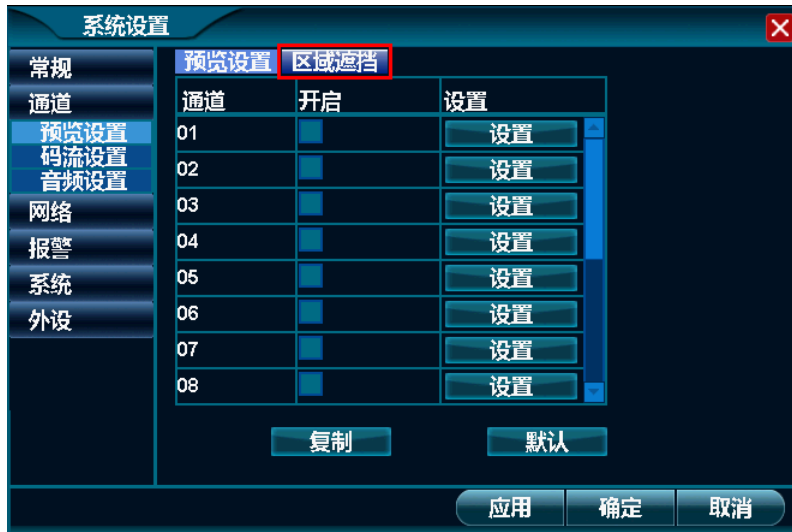 系统设置
常规
通道
预览设置
码流设置
音频设置
网络
报警
系统
外设
预览设置 区域遮挡
通道 开启 设置
01 设置
02 设置
03 设置
04 设置
05 设置
06 设置
07 设置
08 设置
复制 默认
应用 确定 取消